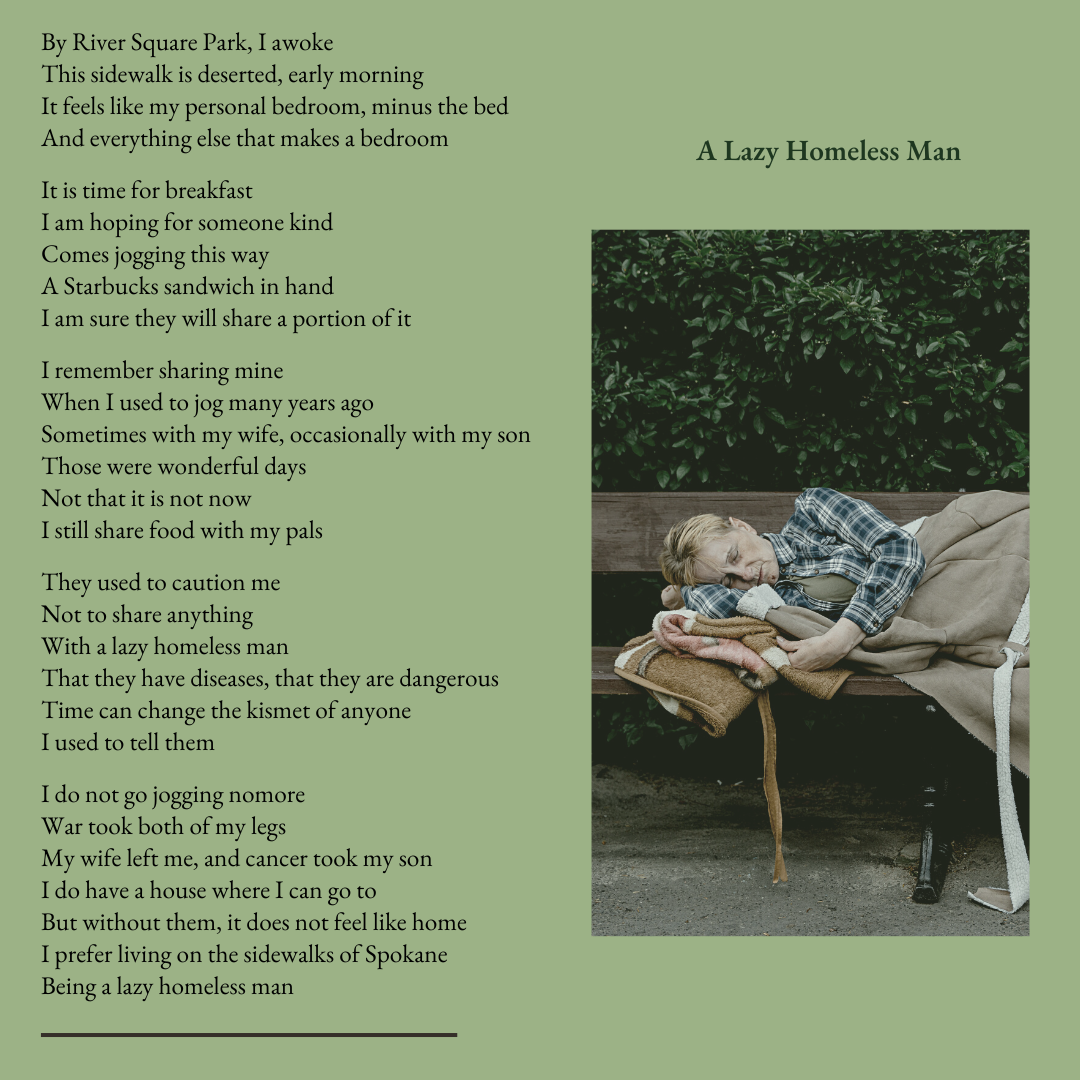 By River Square Park, I awoke
This sidewalk is deserted, early morning
It feels like my personal bedroom, minus the bed
And everything else that makes a bedroom
It is time for breakfast
I am hoping for someone kind
Comes jogging this way
A Starbucks sandwich in hand
I am sure they will share a portion of it
I remember sharing mine
When I used to jog many years ago
Sometimes with my wife, occasionally with my son
Those were wonderful days
Not that it is not now
I still share food with my pals
They used to caution me
Not to share anything
With a lazy homeless man
That they have diseases, that they are dangerous
Time can change the kismet of anyone
I used to tell them
I do not go jogging nomore
War took both of my legs
My wife left me, and cancer took my son
I do have a house where I can go to
But without them, it does not feel like home
I prefer living on the sidewalks of Spokane
Being a lazy homeless man
A Lazy Homeless Man